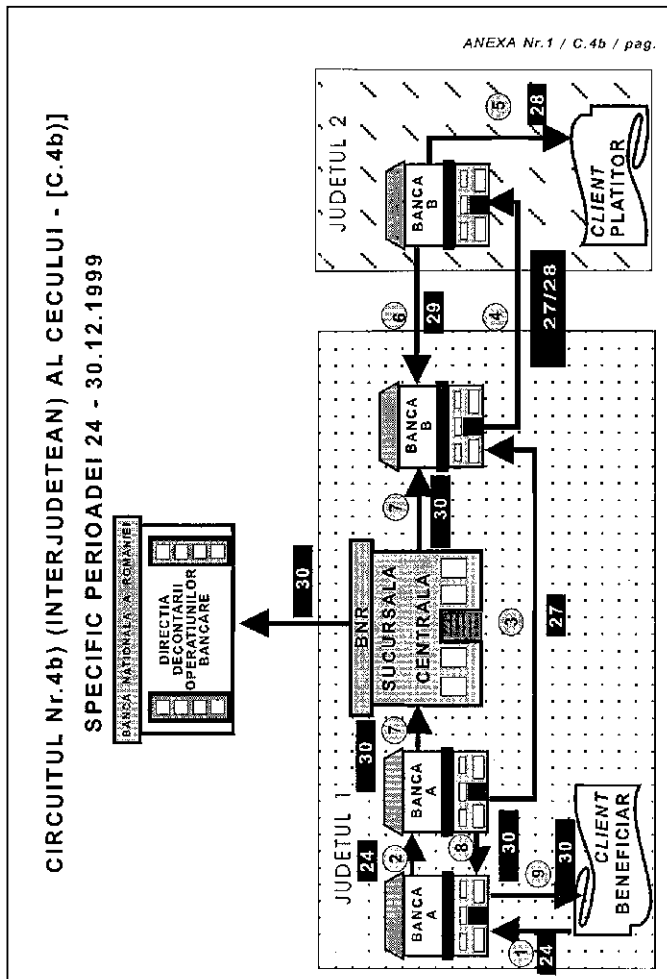 ANEXA Nr.1 / C.4b / pag.
CIRCUITUL Nr.4b) (INTERJUDETEAN) AL CECULUI - [C.4b)]
SPECIFIC PERIOADEI 24 - 30.12.1999
BANCA NATIONALA A ROMANIEI
DIRECTIA
DECONTĂRII
OPERATIUNILOR
BANCARE
30
JUDETUL 1
JUDETUL 2
BNR
SUCURSALA
CENTRALA
30
7
7
30
BANCA
A
24
2
BANCA
A
8
30
BANCA
B
6
29
BANCA
B
5
28
4
27/28
3
27
1
24
9
30
CLIENT
BENEFICIAR
CLIENT
PLATITOR